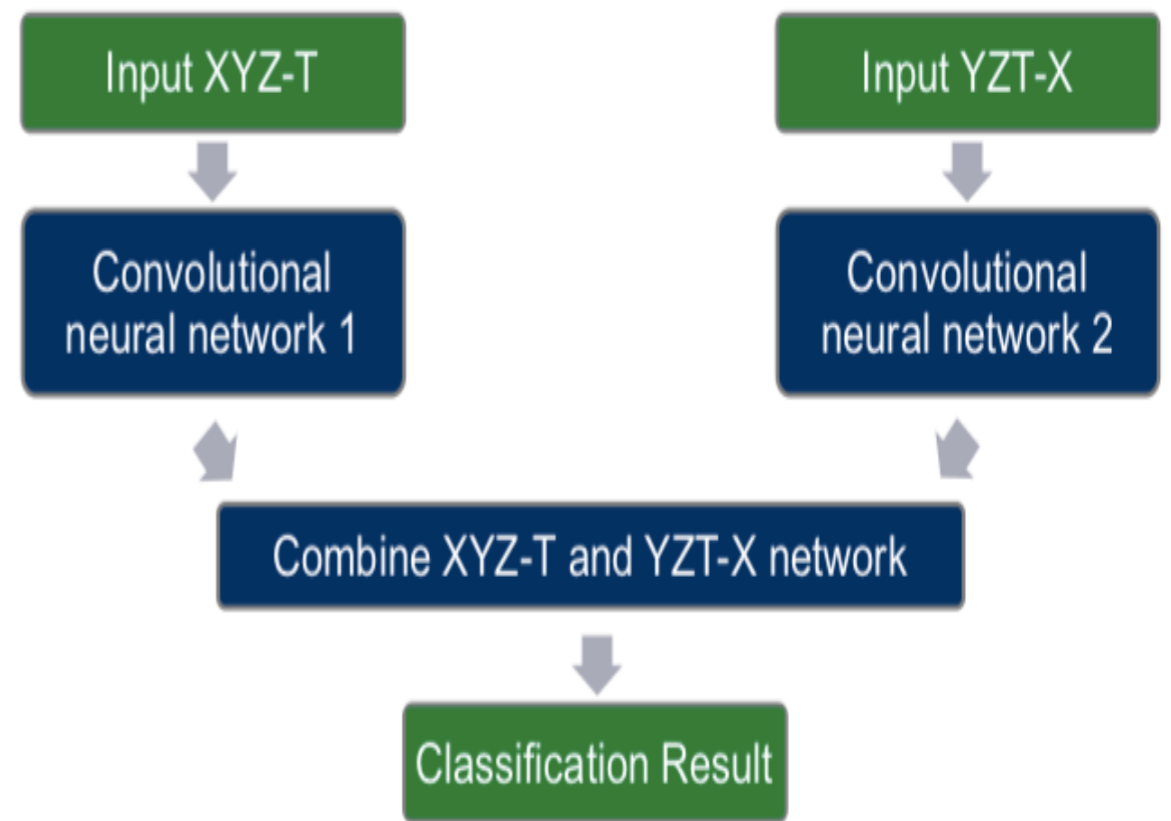 Input XYZ-T
Input YZT-X
Convolutional
neural network 1
Convolutional
neural network 2
Combine XYZ-T and YZT-X network
Classification Result